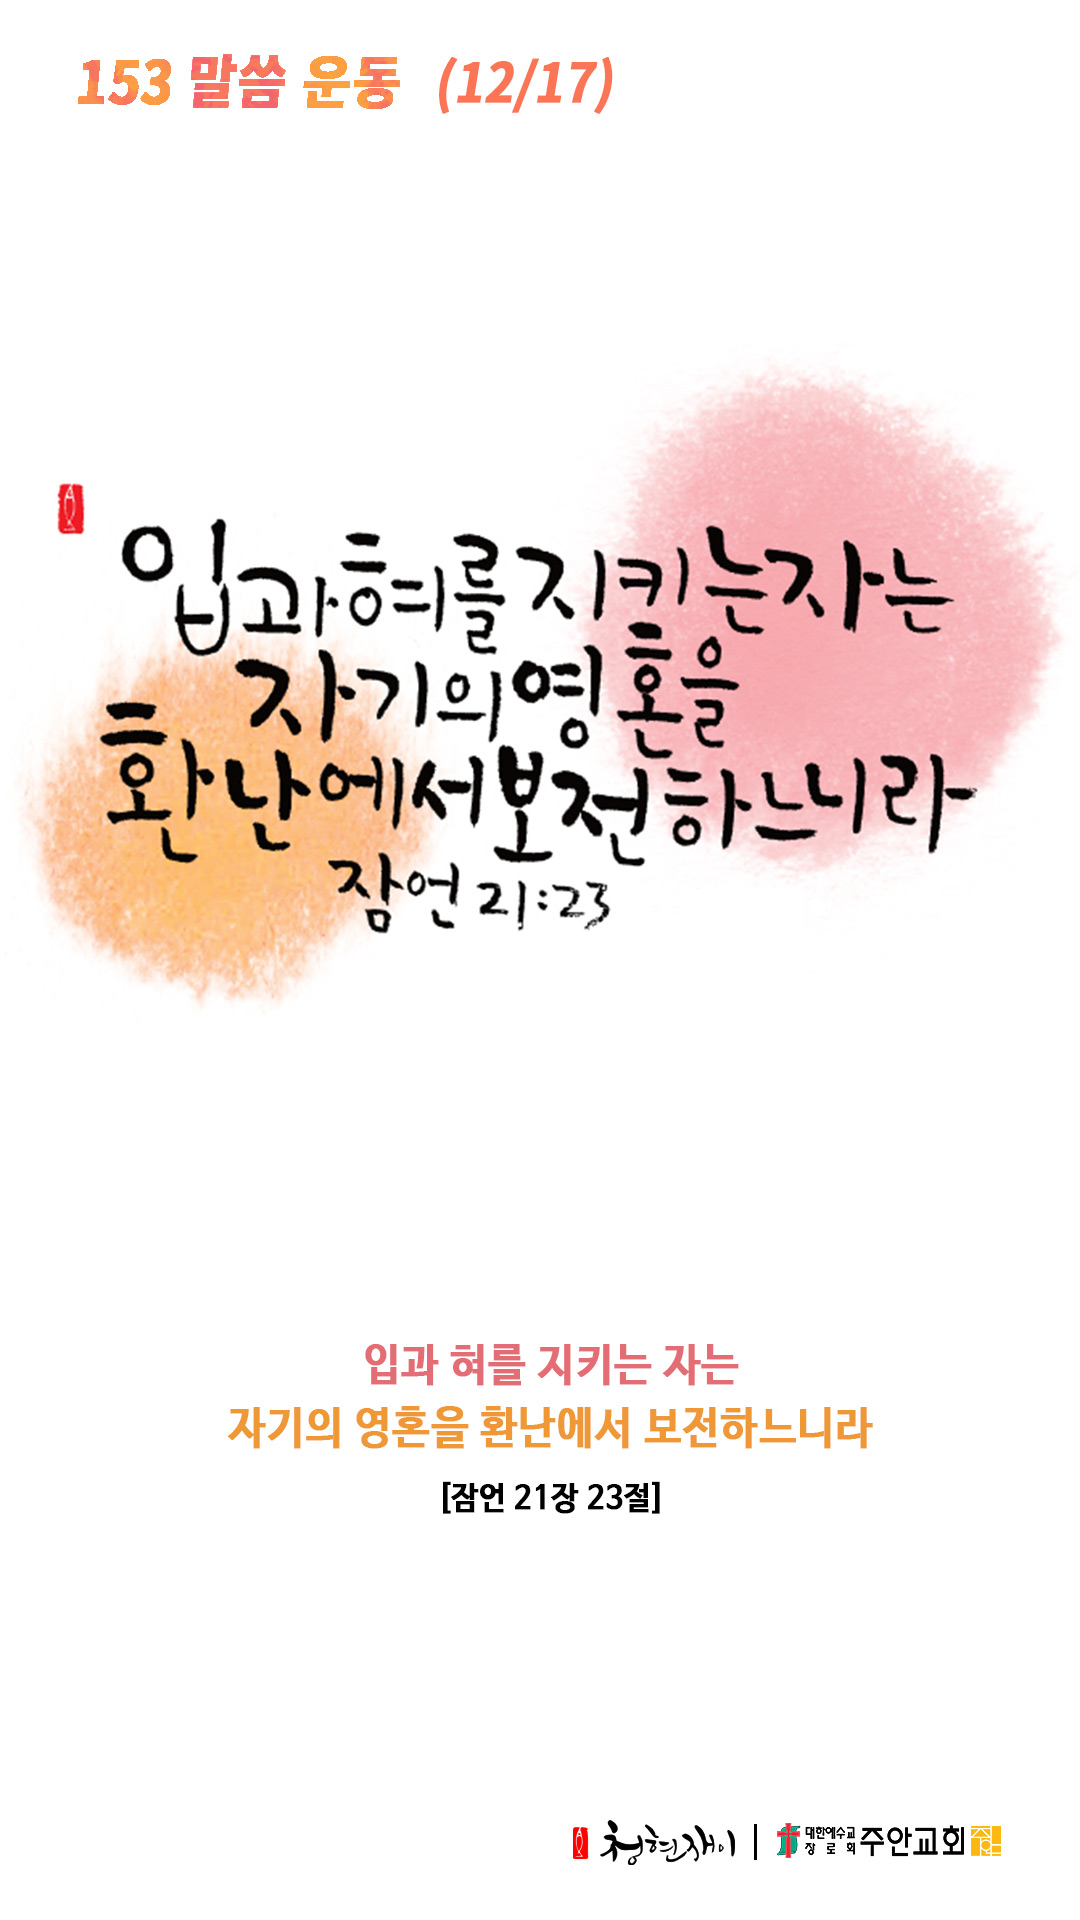 153 말씀 운동 (12/17)
입과 혀를 지키는 자는
자기의 영혼을
환난에서 보전하느니라
잠언 21:23
입과 혀를 지키는 자는
자기의 영혼을 환난에서 보전하느니라
[잠언 21장 23절]
청현재이 | 대한예수교
장로회 주안교회